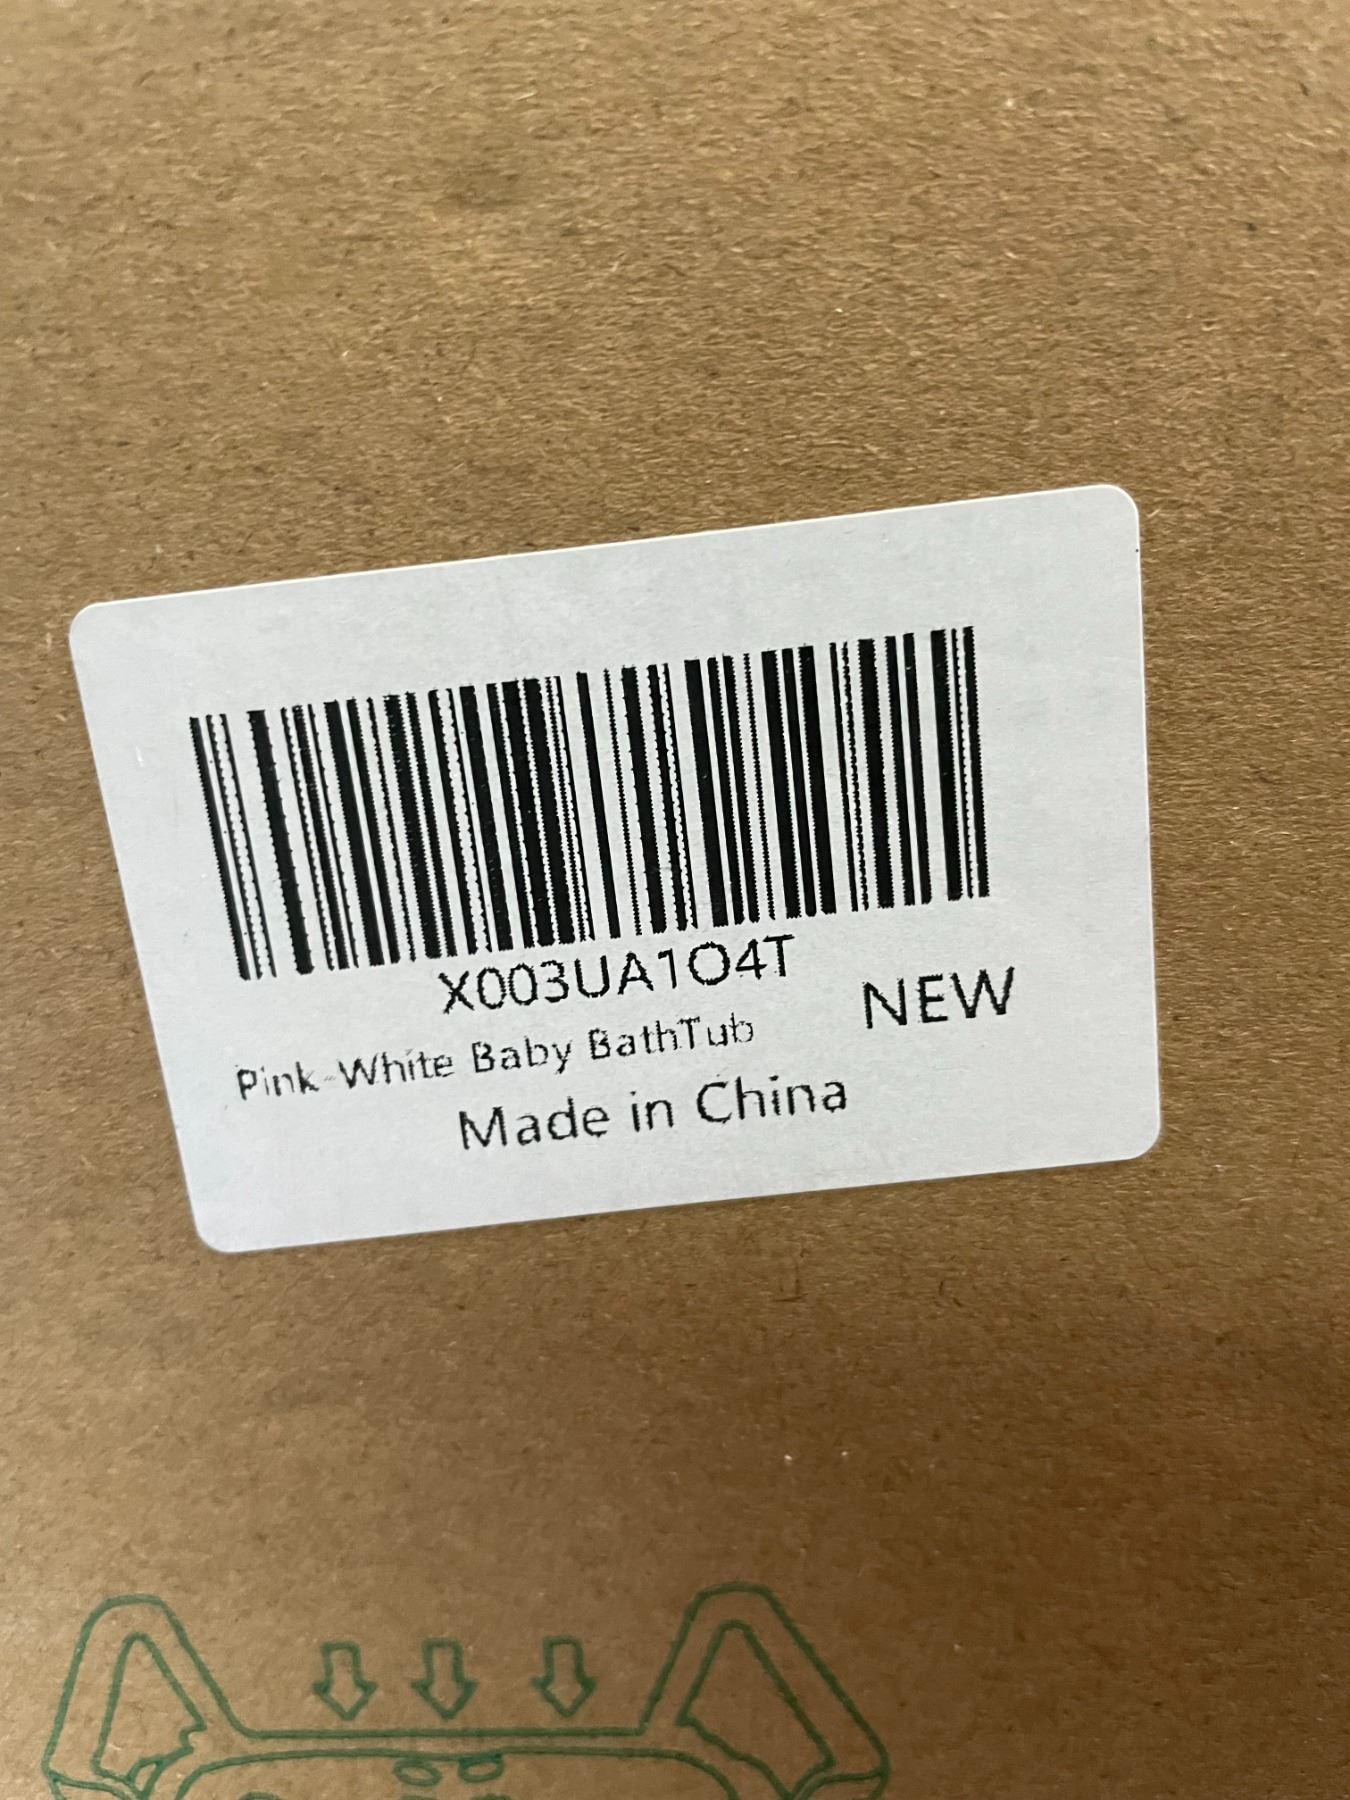 X003UA1O4T
NEW
Pink-White Baby BathTub
Made in China